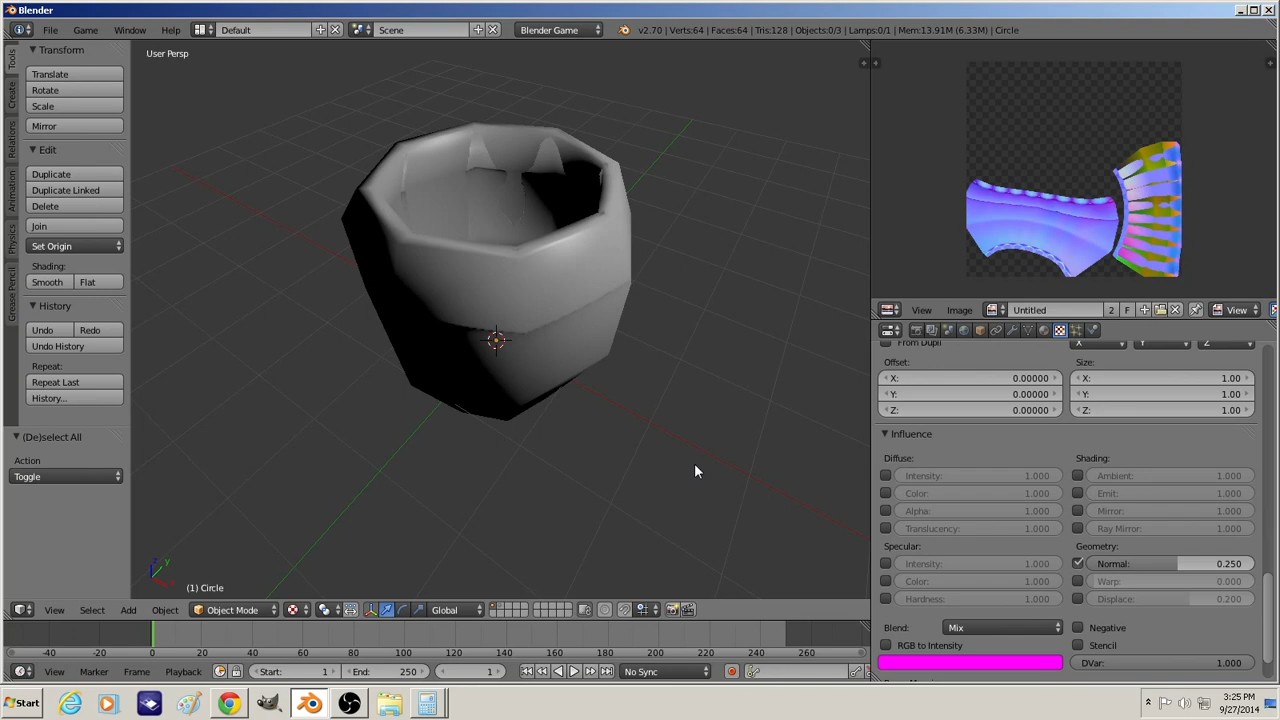 Blender
File Game Window Help Default Scene Blender Game v2.70 | Verts:64 | Faces:64 | Tris:128 | Objects:0/3 | Lamps:0/1 | Mem:13.91M (6.33M) | Circle
Tools
Create
Relations
Animation
Physics
Grease Pencil
Transform
Translate
Rotate
Scale
Mirror
Edit
Duplicate
Duplicate Linked
Delete
Join
Set Origin
Shading:
Smooth Flat
History
Undo Redo
Undo History
Repeat:
Repeat Last
History...
(De)select All
Action
Toggle
User Persp
z y
(1) Circle
View Select Add Object Object Mode Global
-40 -20 0 20 40 60 80 100 120 140 160 180 200 220 240 260
View Marker Frame Playback Start: 1 End: 250 1 No Sync
View Image Untitled 2 F View
From Dupli X Y Z
Offset: Size:
X: 0.00000 X: 1.00
Y: 0.00000 Y: 1.00
Z: 0.00000 Z: 1.00
Influence
Diffuse: Shading:
Intensity: 1.000 Ambient: 1.000
Color: 1.000 Emit: 1.000
Alpha: 1.000 Mirror: 1.000
Translucency: 1.000 Ray Mirror: 1.000
Specular: Geometry:
Intensity: 1.000 Normal: 0.250
Color: 1.000 Warp: 0.000
Hardness: 1.000 Displace: 0.200
Blend: Mix Negative
RGB to Intensity Stencil
DVar: 1.000
Start
3:25 PM
9/27/2014